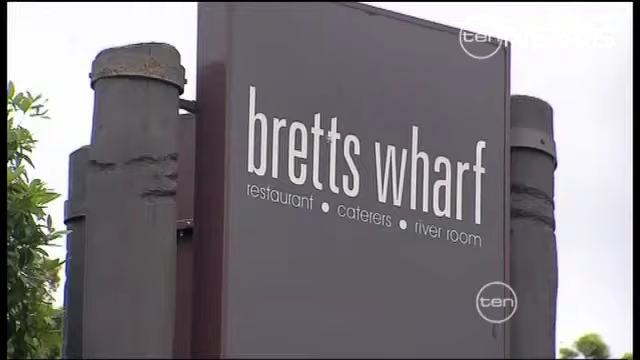 ten NEWS
bretts wharf
restaurant • caterers • river room
ten